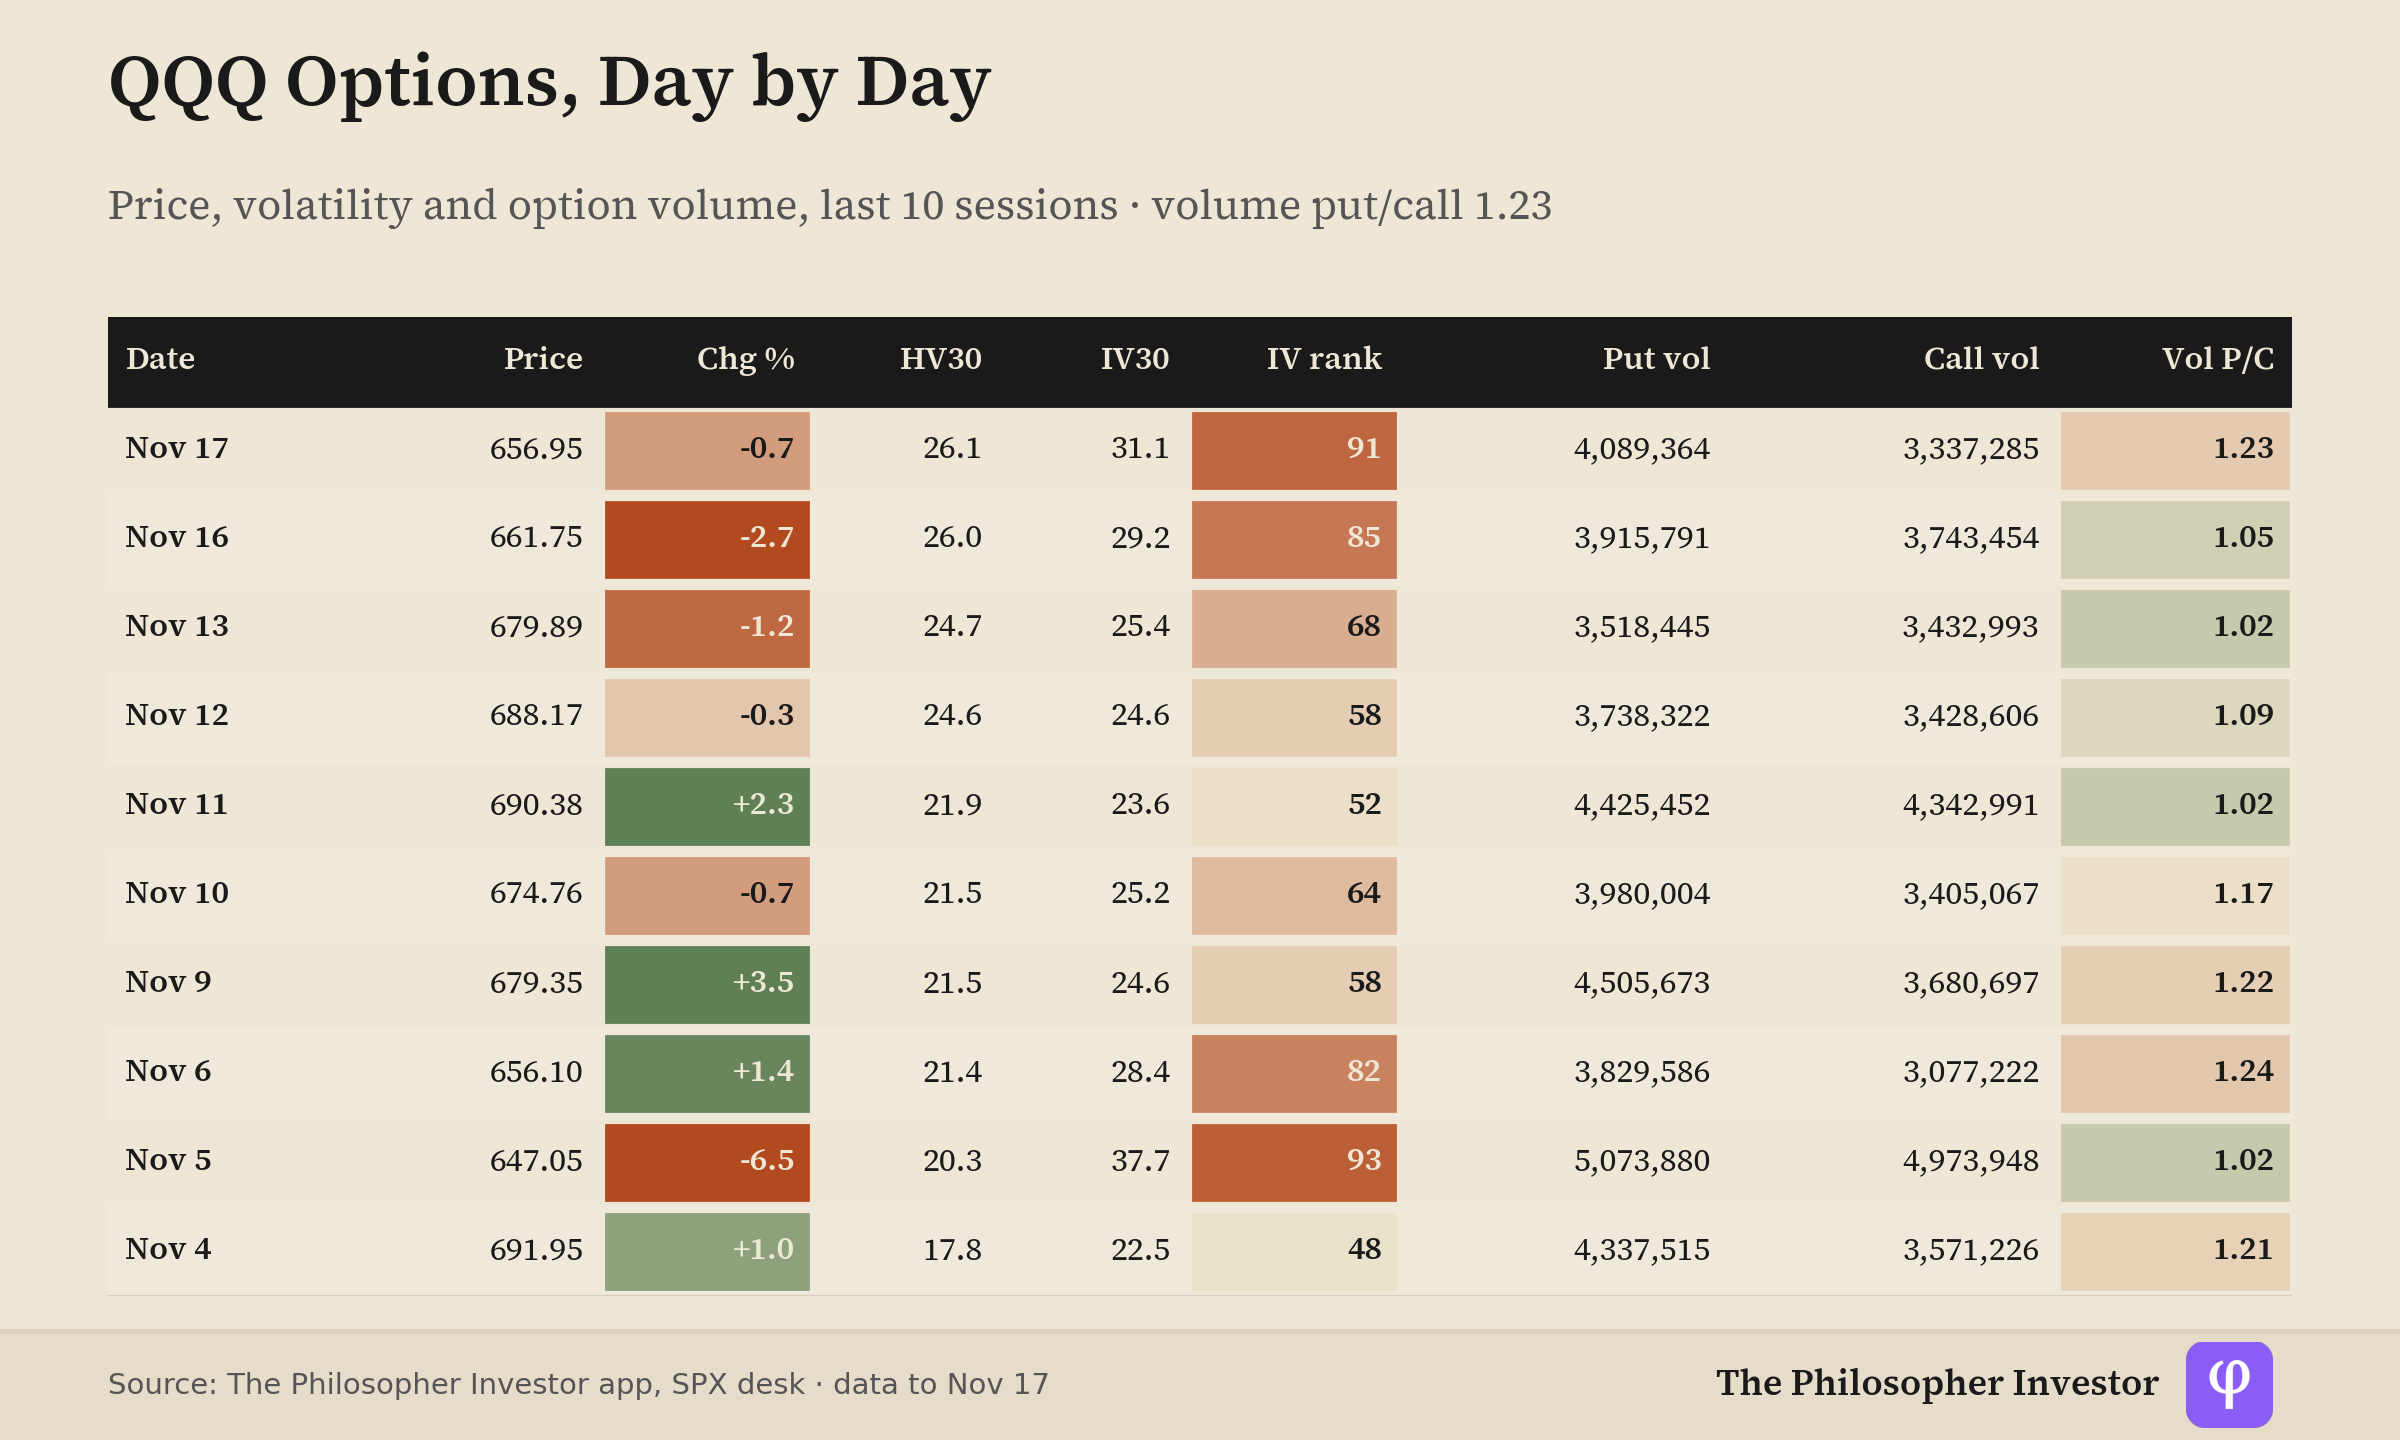 QQQ Options, Day by Day
Price, volatility and option volume, last 10 sessions · volume put/call 1.23
Date Price Chg % HV30 IV30 IV rank Put vol Call vol Vol P/C
Nov 17 656.95 -0.7 26.1 31.1 91 4,089,364 3,337,285 1.23
Nov 16 661.75 -2.7 26.0 29.2 85 3,915,791 3,743,454 1.05
Nov 13 679.89 -1.2 24.7 25.4 68 3,518,445 3,432,993 1.02
Nov 12 688.17 -0.3 24.6 24.6 58 3,738,322 3,428,606 1.09
Nov 11 690.38 +2.3 21.9 23.6 52 4,425,452 4,342,991 1.02
Nov 10 674.76 -0.7 21.5 25.2 64 3,980,004 3,405,067 1.17
Nov 9 679.35 +3.5 21.5 24.6 58 4,505,673 3,680,697 1.22
Nov 6 656.10 +1.4 21.4 28.4 82 3,829,586 3,077,222 1.24
Nov 5 647.05 -6.5 20.3 37.7 93 5,073,880 4,973,948 1.02
Nov 4 691.95 +1.0 17.8 22.5 48 4,337,515 3,571,226 1.21
Source: The Philosopher Investor app, SPX desk · data to Nov 17
The Philosopher Investor φ